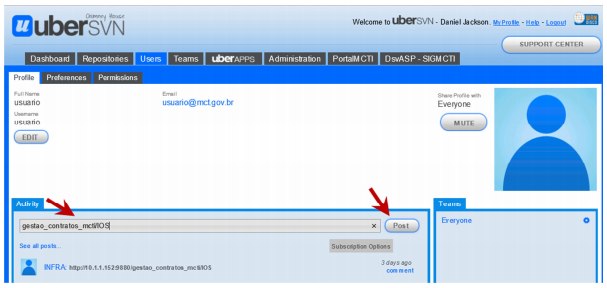 Chimney House
uberSVN
Welcome to uberSVN - Daniel Jackson. My Profile - Help - Logout
SUPPORT CENTER
Dashboard Repositories Users Teams uberAPPS Administration PortalMCTI DsvASP - SIGMCTI
Profile Preferences Permissions
Full Name
usuario
Email
usuario@mct.gov.br
Username
usuario
EDIT
Share Profile with
Everyone
MUTE
Activity
gestao_contratos_mcti/IOS × Post
See all posts..
Subscription Options
INFRA: http://10.1.1.152:9880/gestao_contratos_mcti/IOS
3 days ago
comment
Teams
Everyone